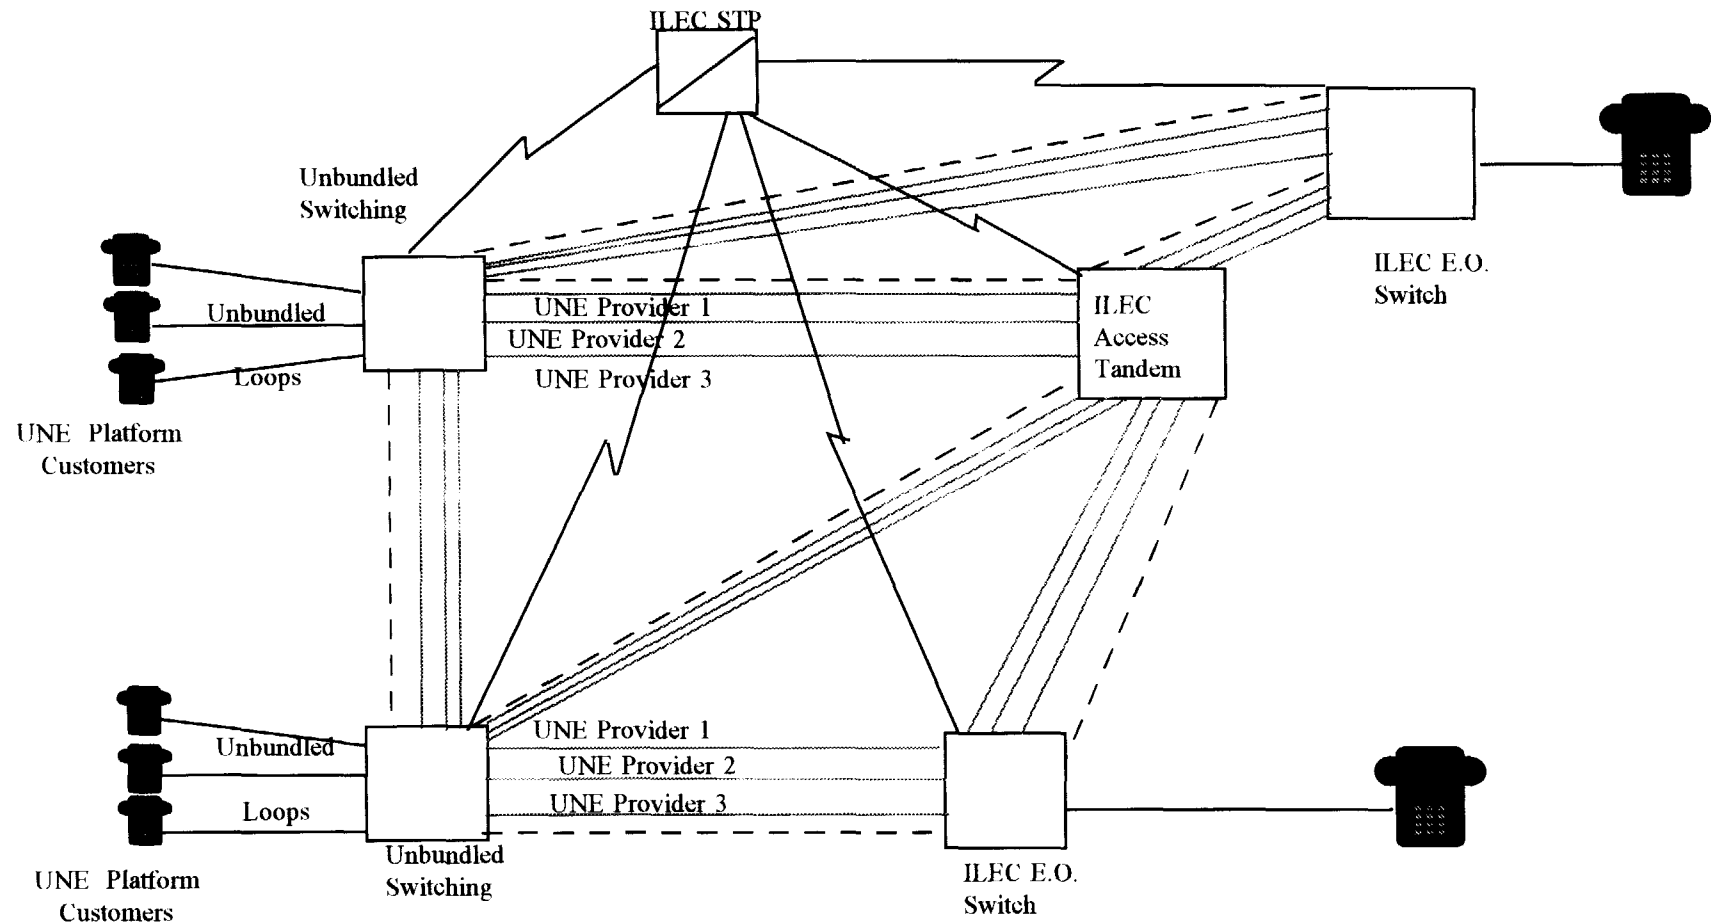 ILEC STP
Unbundled
Switching
ILEC E.O.
Switch
Unbundled
Loops
UNE Provider 1
UNE Provider 2
UNE Provider 3
ILEC
Access
Tandem
UNE Platform
Customers
UNE Provider 1
UNE Provider 2
UNE Provider 3
Unbundled
Loops
Unbundled
Switching
ILEC E.O.
Switch
UNE Platform
Customers